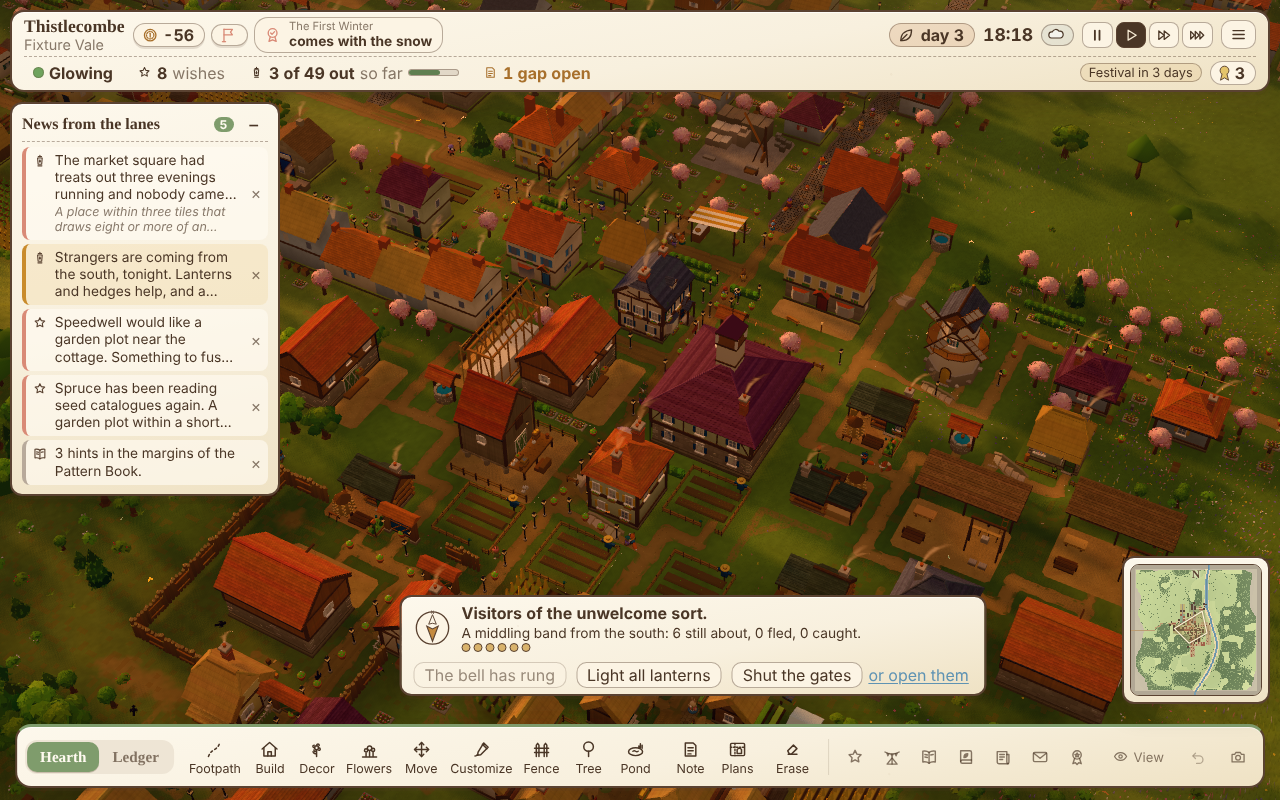 Thistlecombe
Fixture Vale
-56
The First Winter
comes with the snow
day 3
18:18
Glowing
8 wishes
3 of 49 out so far
1 gap open
Festival in 3 days
3
News from the lanes
5
The market square had
treats out three evenings
running and nobody came...
A place within three tiles that
draws eight or more of an...
Strangers are coming from
the south, tonight. Lanterns
and hedges help, and a...
Speedwell would like a
garden plot near the
cottage. Something to fus...
Spruce has been reading
seed catalogues again. A
garden plot within a short...
3 hints in the margins of the
Pattern Book.
N
Visitors of the unwelcome sort.
A middling band from the south: 6 still about, 0 fled, 0 caught.
The bell has rung
Light all lanterns
Shut the gates
or open them
Hearth
Ledger
Footpath
Build
Decor
Flowers
Move
Customize
Fence
Tree
Pond
Note
Plans
Erase
View